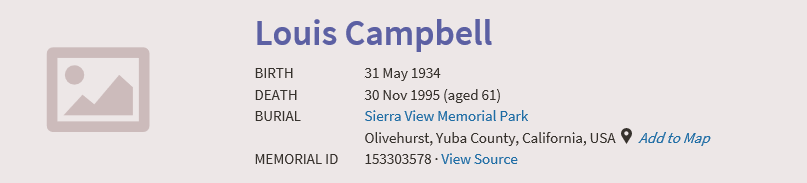 Louis Campbell
BIRTH 31 May 1934
DEATH 30 Nov 1995 (aged 61)
BURIAL Sierra View Memorial Park
Olivehurst, Yuba County, California, USA Add to Map
MEMORIAL ID 153303578 · View Source